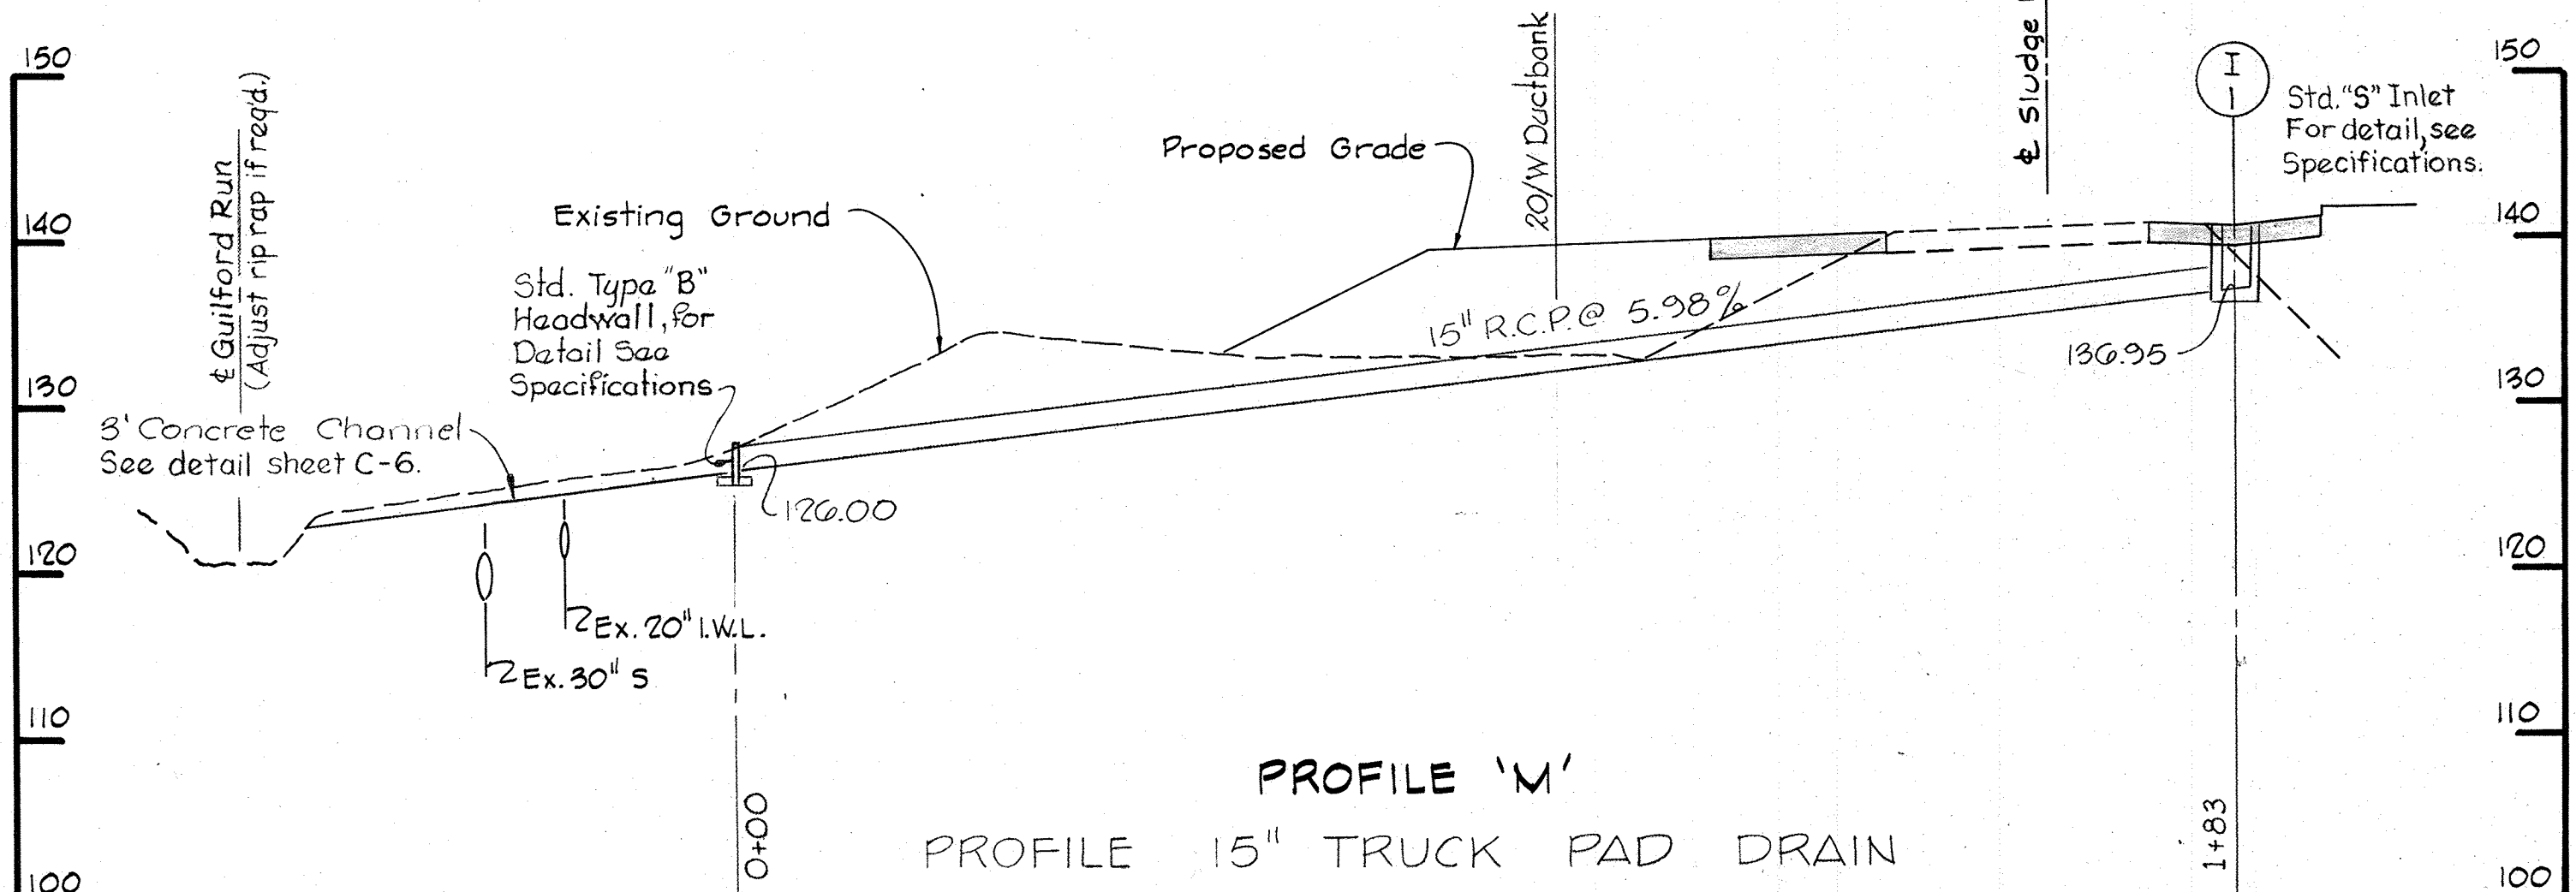 150
140
130
120
110
100
℄ Guilford Run
(Adjust rip rap if req'd.)
3' Concrete Channel
See detail sheet C-6.
Existing Ground
Std. Type "B"
Headwall, for
Detail See
Specifications
126.00
Ex. 20" I.W.L.
Ex. 30" S
0+00
Proposed Grade
20/W Ductbank
15" R.C.P. @ 5.98%
℄ Sludge
I
Std. "S" Inlet
For detail, see
Specifications.
136.95
1+83
150
140
130
120
110
100
PROFILE 'M'
PROFILE 15" TRUCK PAD DRAIN